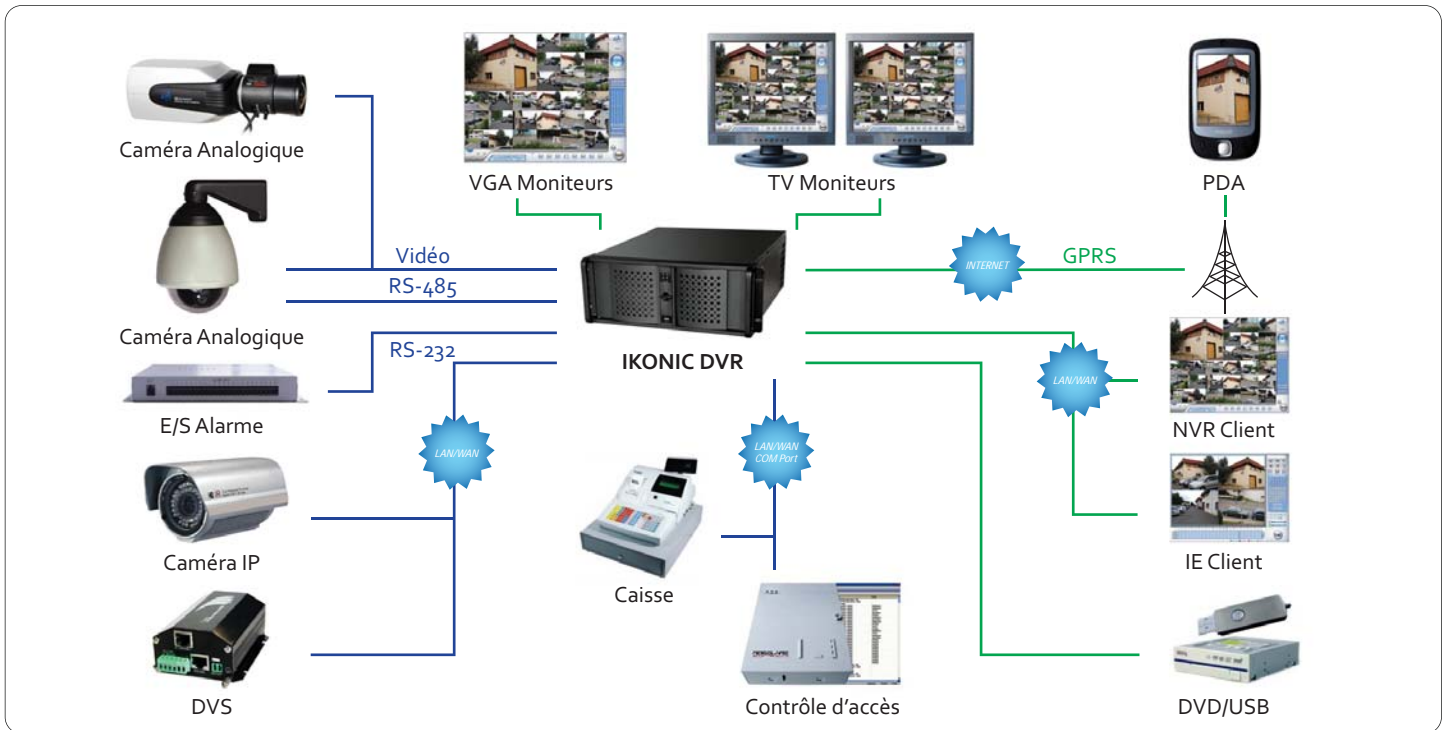 Caméra Analogique
VGA Moniteurs
TV Moniteurs
PDA
Vidéo
RS-485
INTERNET
GPRS
Caméra Analogique
RS-232
IKONIC DVR
E/S Alarme
LAN/WAN
LAN/WAN
COM Port
LAN/WAN
NVR Client
Caméra IP
Caisse
IE Client
DVS
Contrôle d'accès
DVD/USB